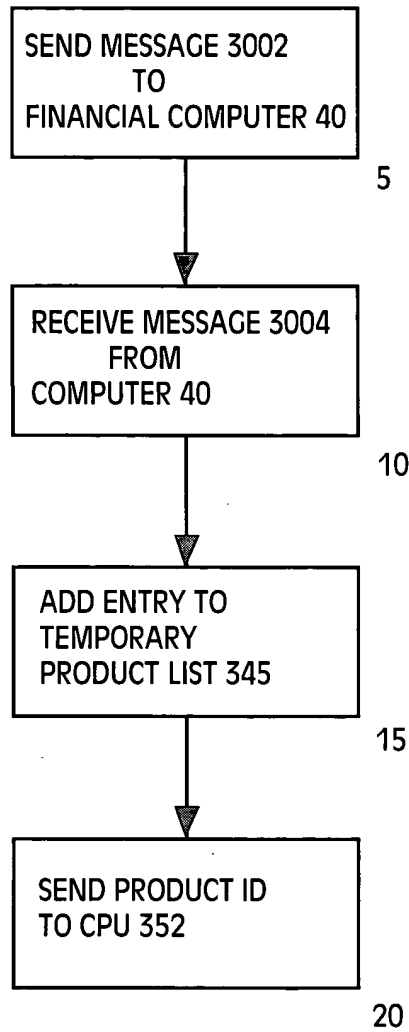 SEND MESSAGE 3002
TO
FINANCIAL COMPUTER 40
5
RECEIVE MESSAGE 3004
FROM
COMPUTER 40
10
ADD ENTRY TO
TEMPORARY
PRODUCT LIST 345
15
SEND PRODUCT ID
TO CPU 352
20